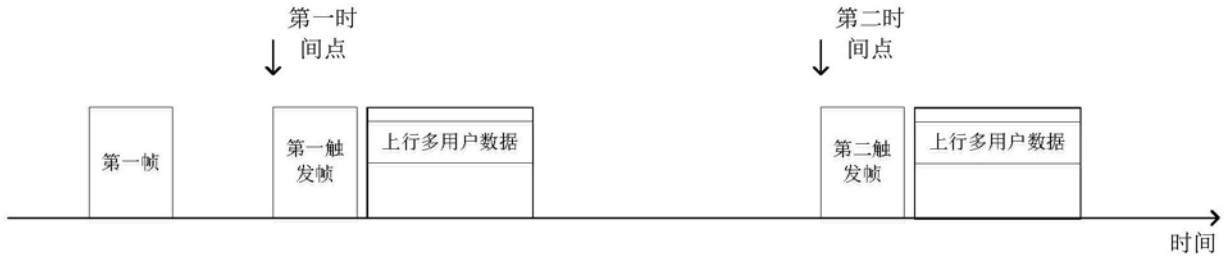 第一时
间点
第二时
间点
第一帧
第一触
发帧
上行多用户数据
第二触
发帧
上行多用户数据
时间